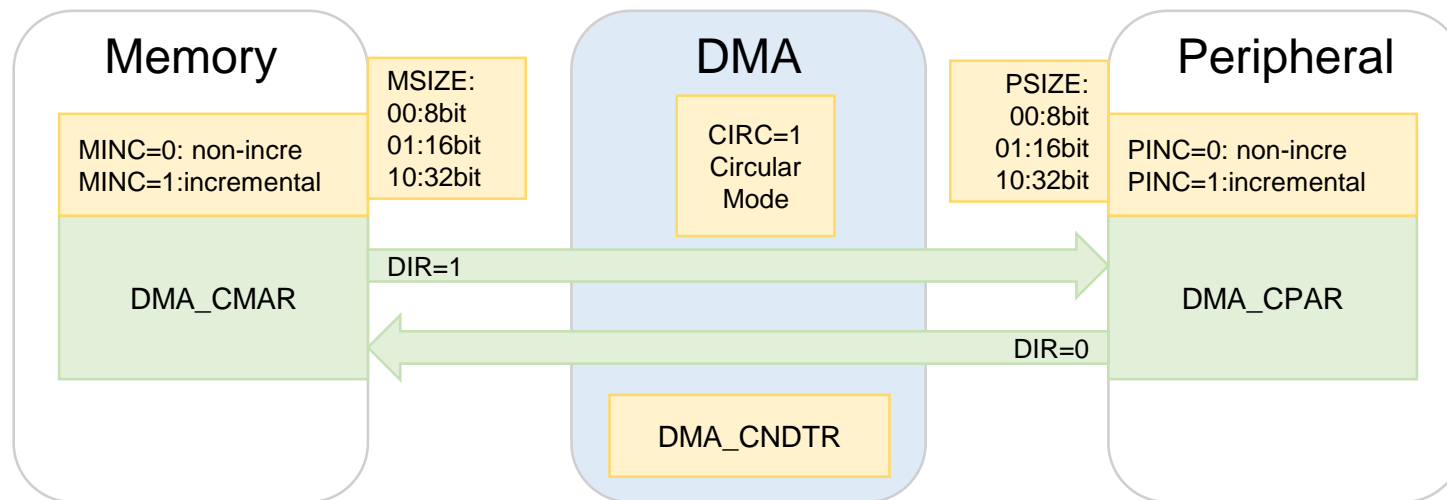 Memory
MSIZE:
00:8bit
01:16bit
10:32bit
MINC=0: non-incre
MINC=1:incremental
DMA_CMAR
DMA
CIRC=1
Circular
Mode
DIR=1
DIR=0
DMA_CNDTR
Peripheral
PSIZE:
00:8bit
01:16bit
10:32bit
PINC=0: non-incre
PINC=1:incremental
DMA_CPAR